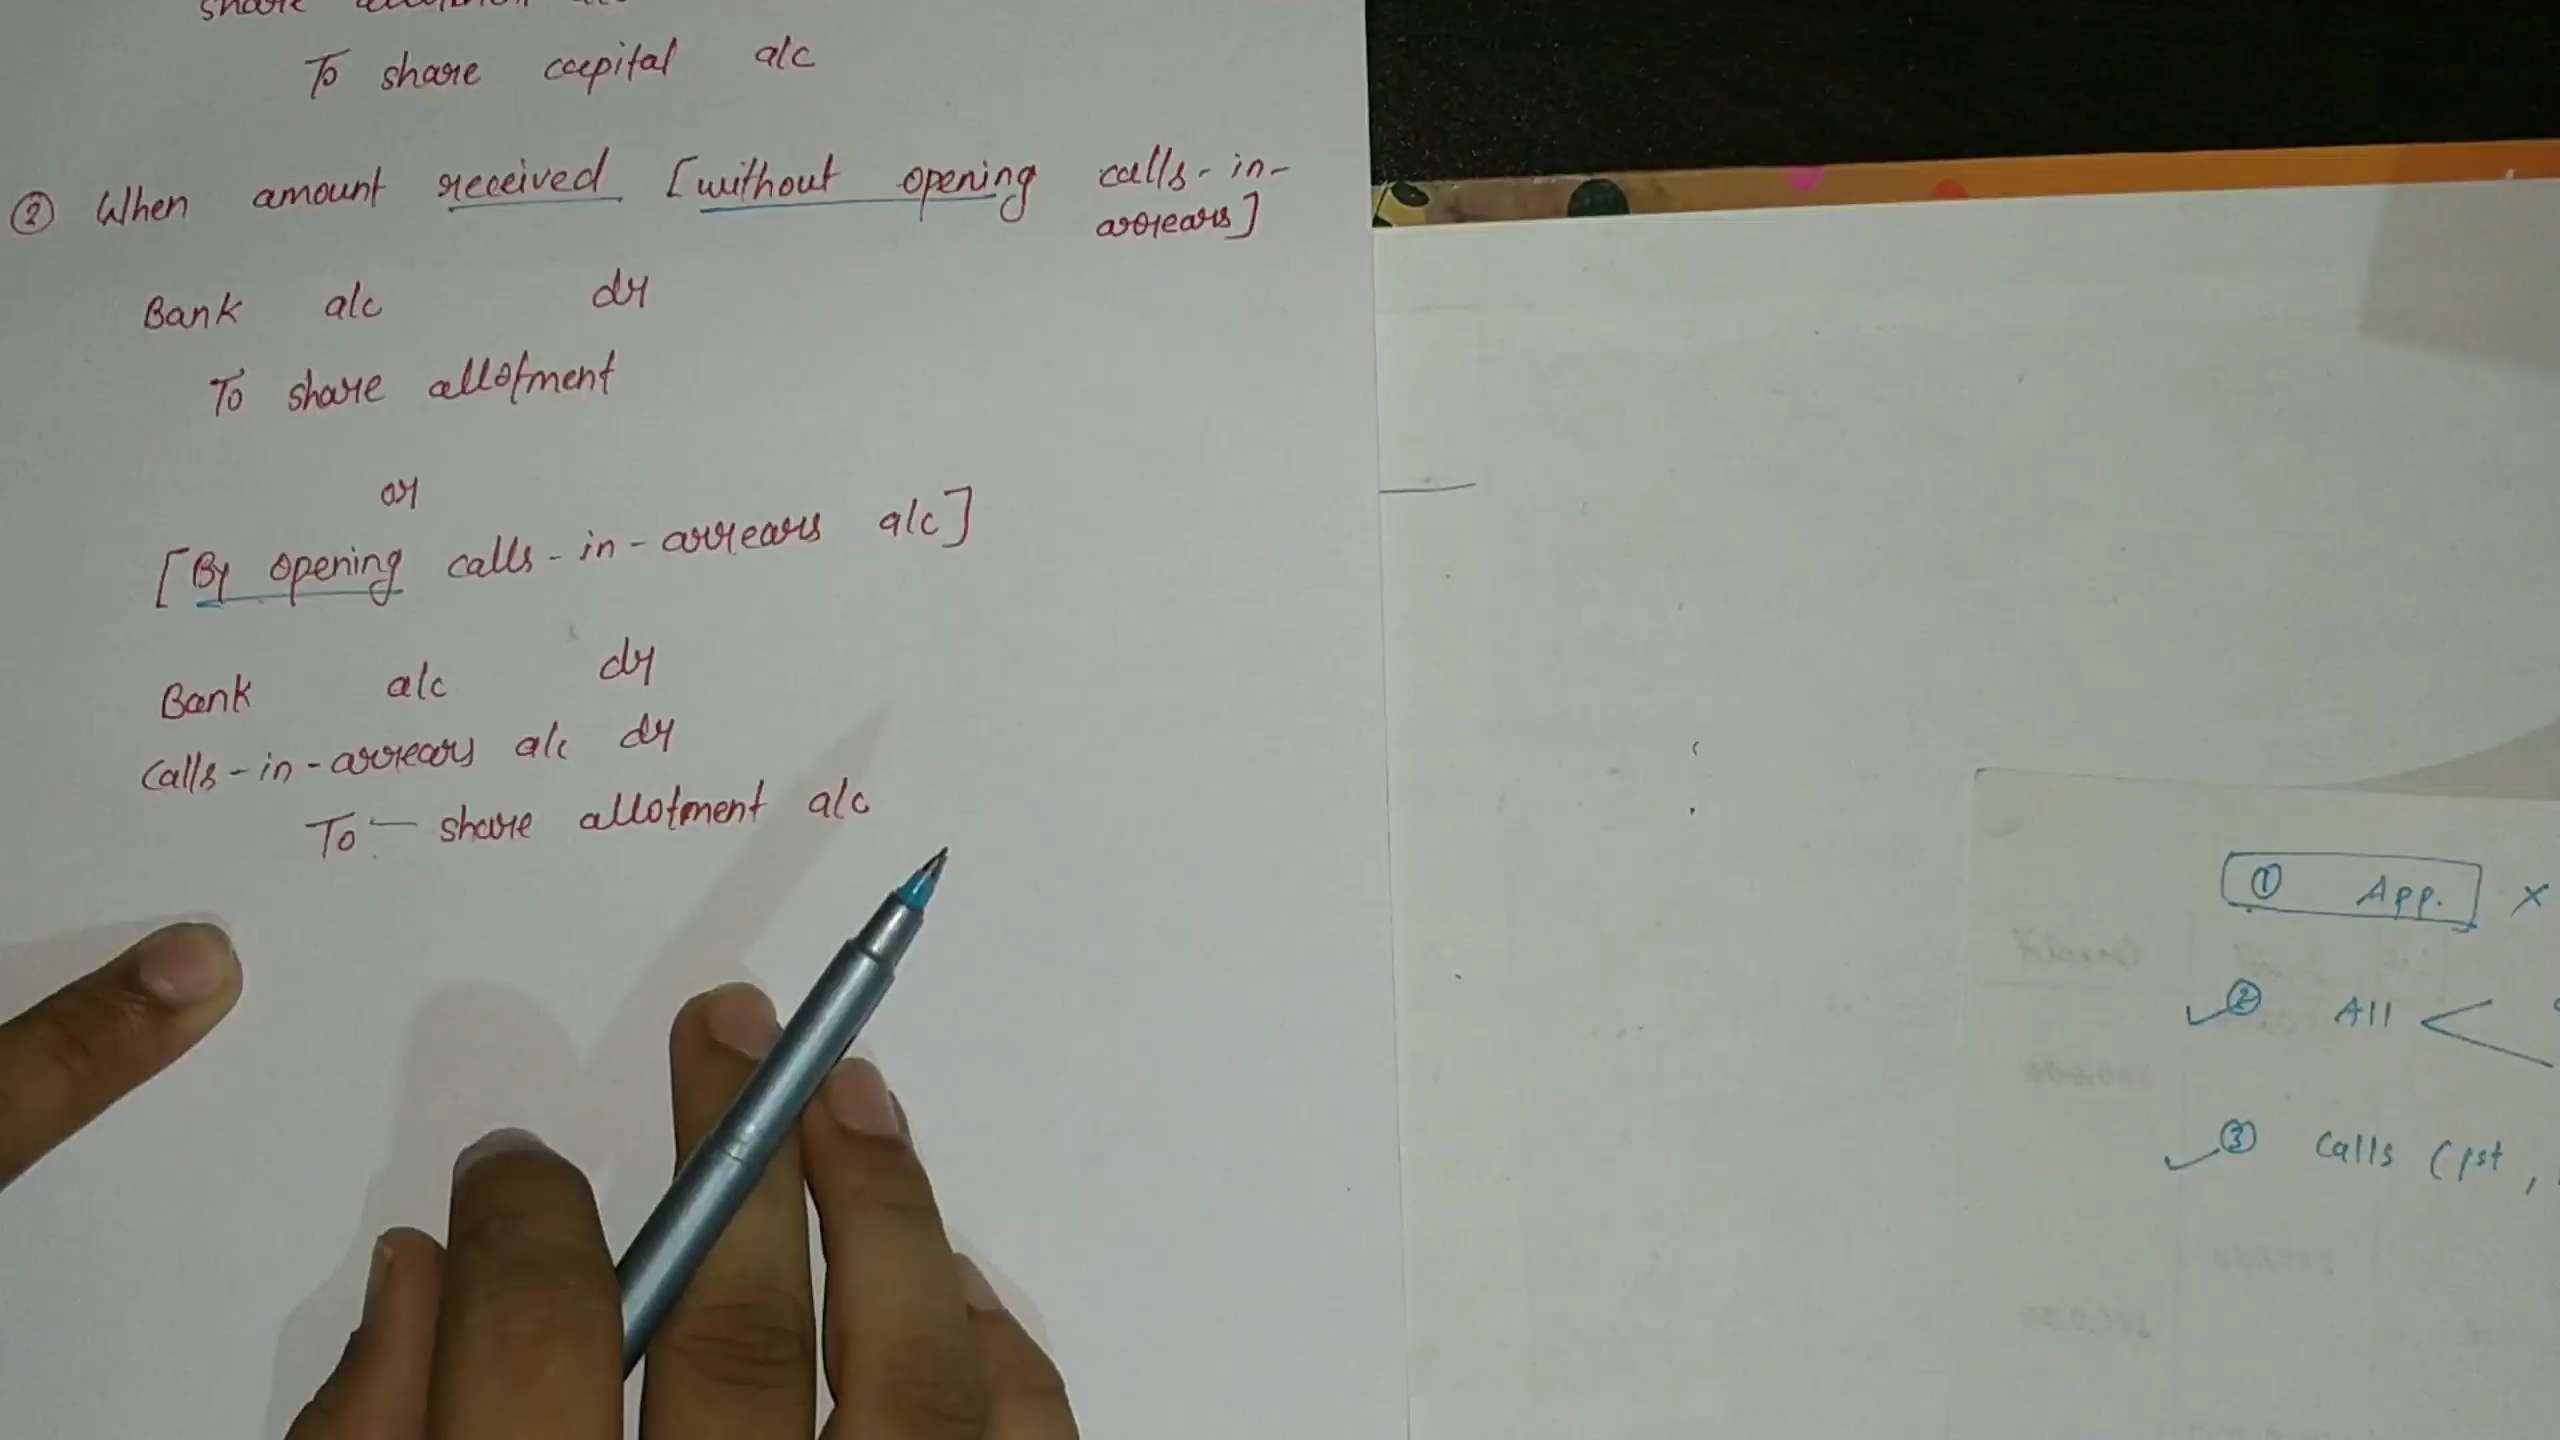 share
To share capital a/c
② When amount received [without opening calls-in-
arrears]
Bank a/c dr
To share allotment
or
[By opening calls-in-arrears a/c]
Bank a/c dr
Calls-in-arrears a/c dr
To share allotment a/c
① App. X
② All
③ Calls (1st,